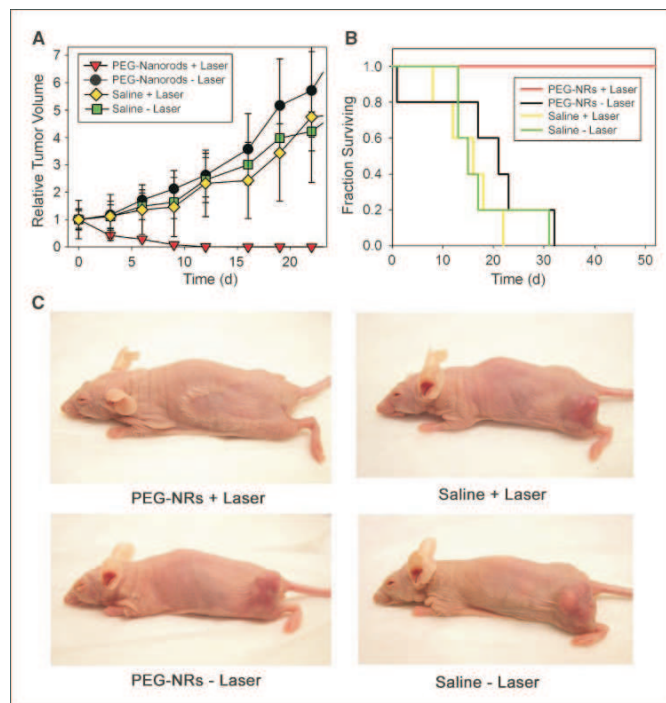 A
PEG-Nanorods + Laser
PEG-Nanorods - Laser
Saline + Laser
Saline - Laser
Relative Tumor Volume
7
6
5
4
3
2
1
0
0 5 10 15 20
Time (d)
B
PEG-NRs + Laser
PEG-NRs - Laser
Saline + Laser
Saline - Laser
Fraction Surviving
1.0
0.8
0.6
0.4
0.2
0.0
0 10 20 30 40 50
Time (d)
C
PEG-NRs + Laser
Saline + Laser
PEG-NRs - Laser
Saline - Laser